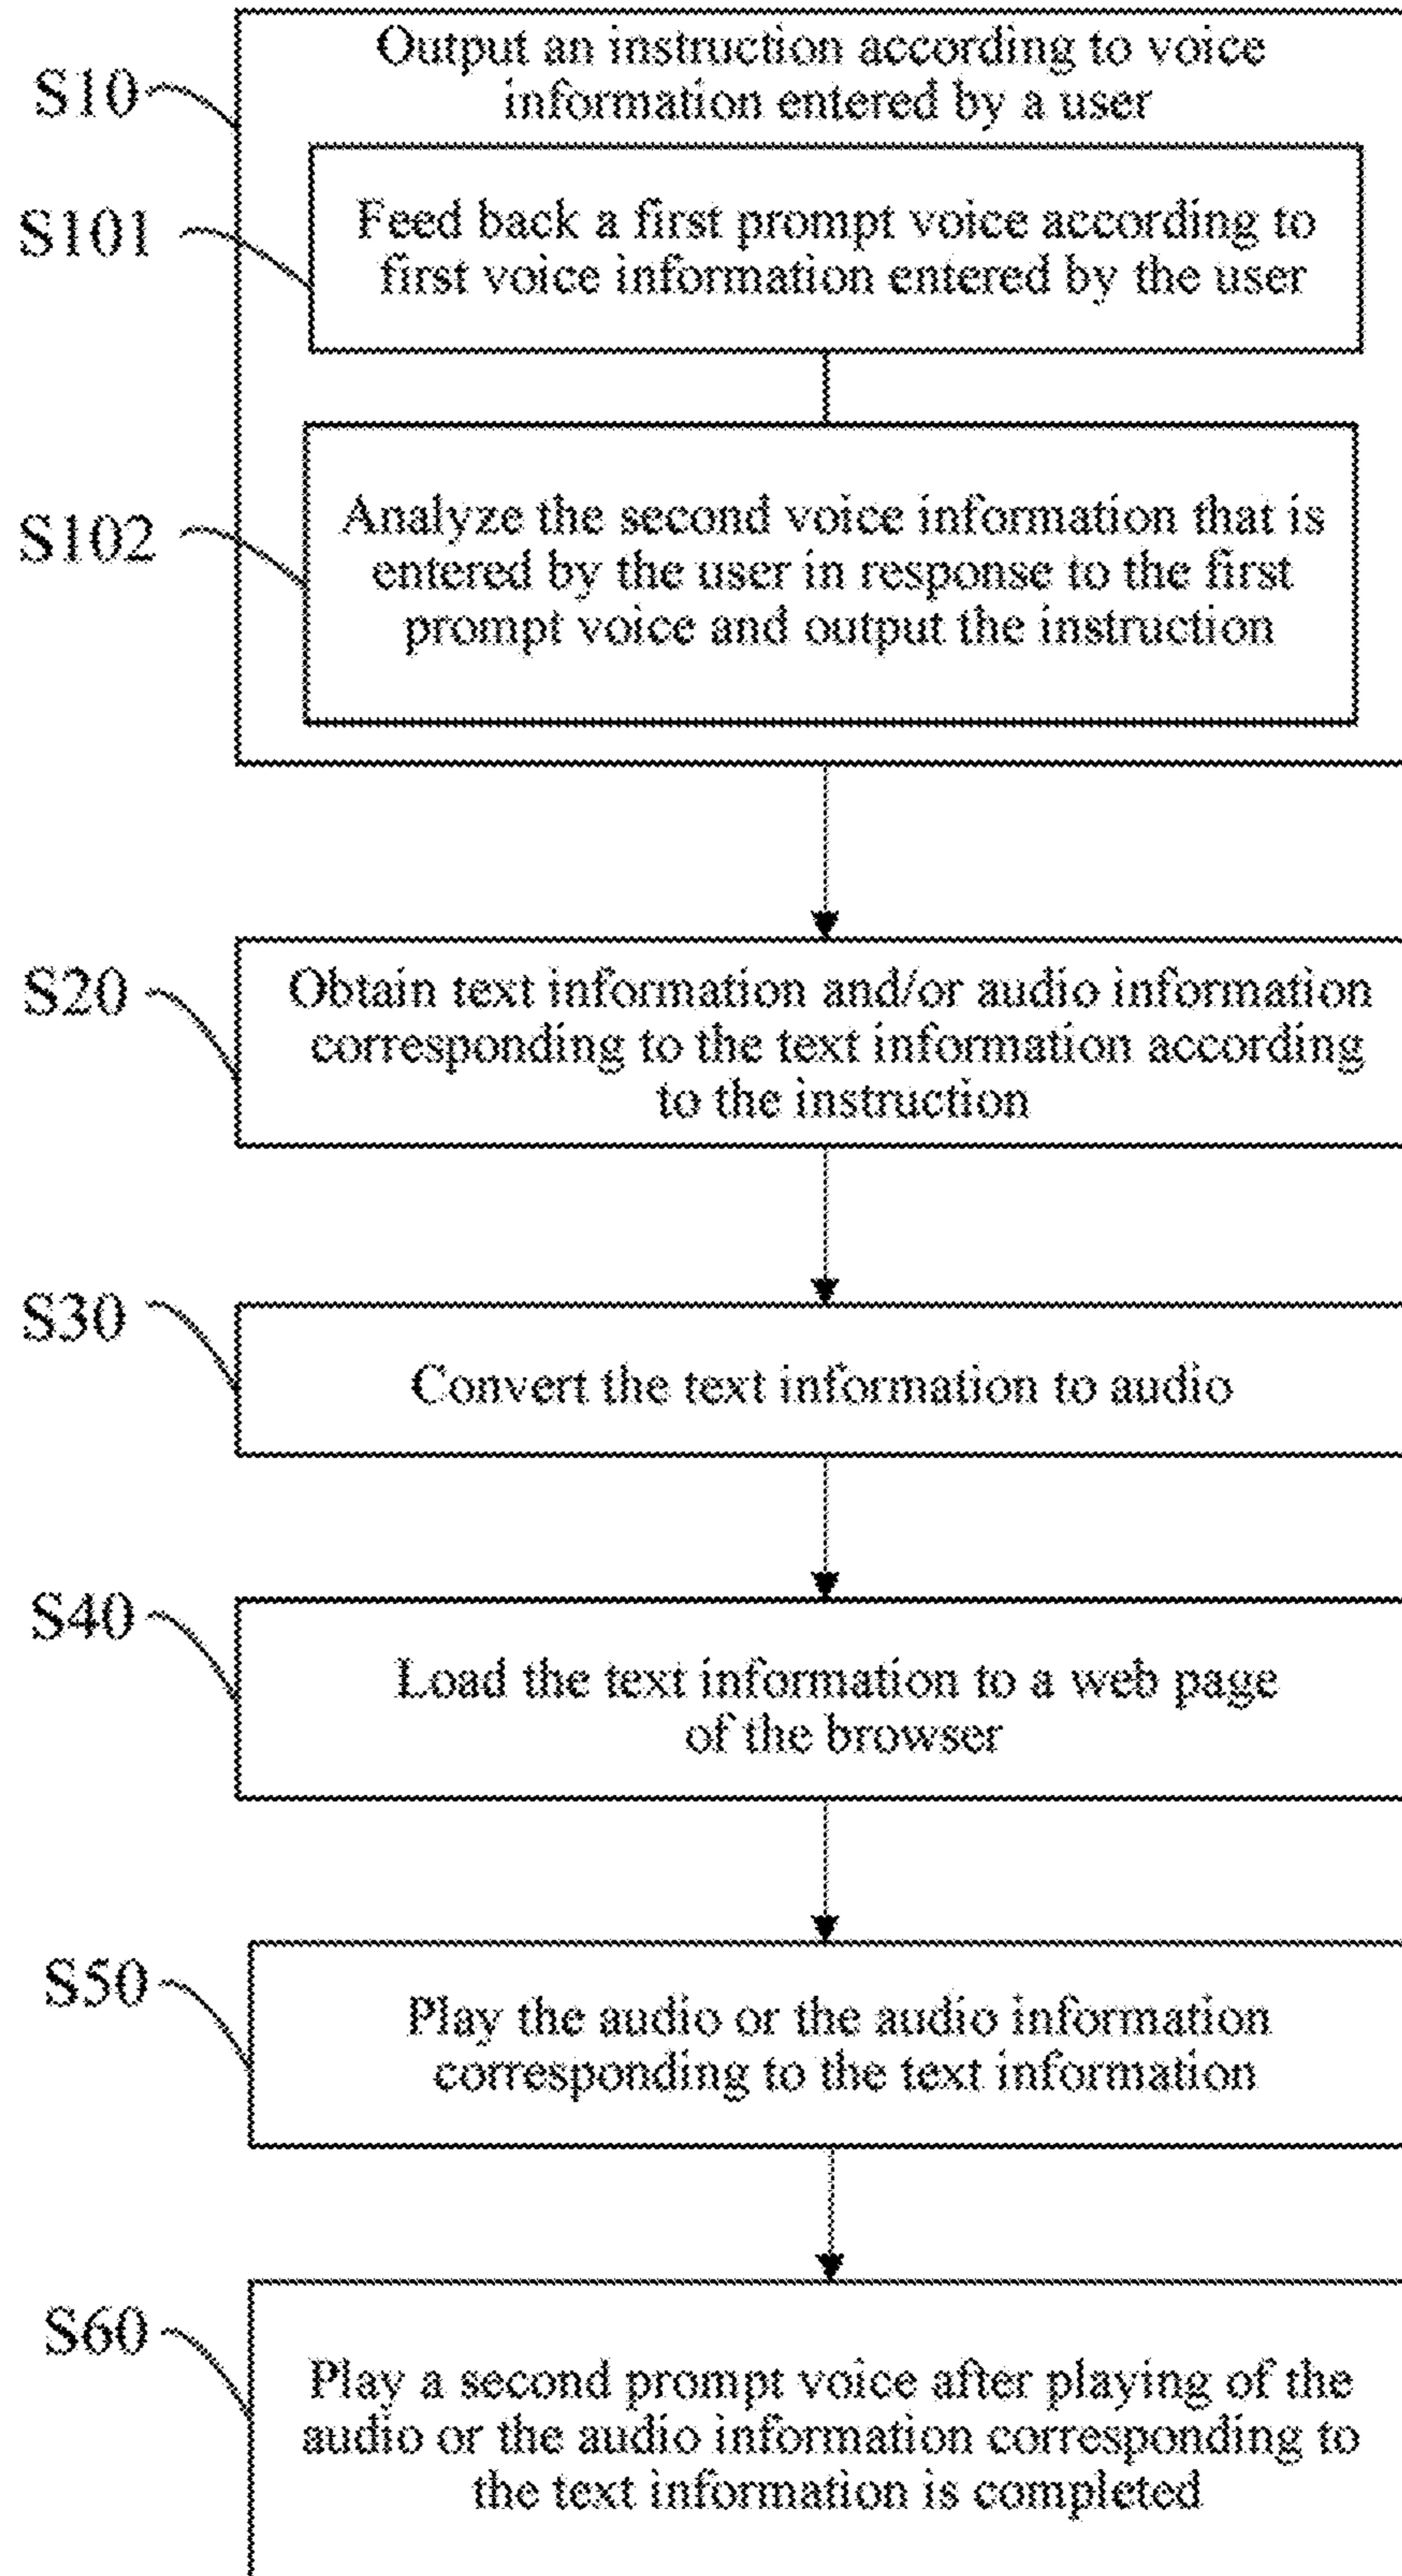 Output an instruction according to voice
information entered by a user
S10
S101
Feed back a first prompt voice according to
first voice information entered by the user
S102
Analyze the second voice information that is
entered by the user in response to the first
prompt voice and output the instruction
S20
Obtain text information and/or audio information
corresponding to the text information according
to the instruction
S30
Convert the text information to audio
S40
Load the text information to a web page
of the browser
S50
Play the audio or the audio information
corresponding to the text information
S60
Play a second prompt voice after playing of the
audio or the audio information corresponding to
the text information is completed